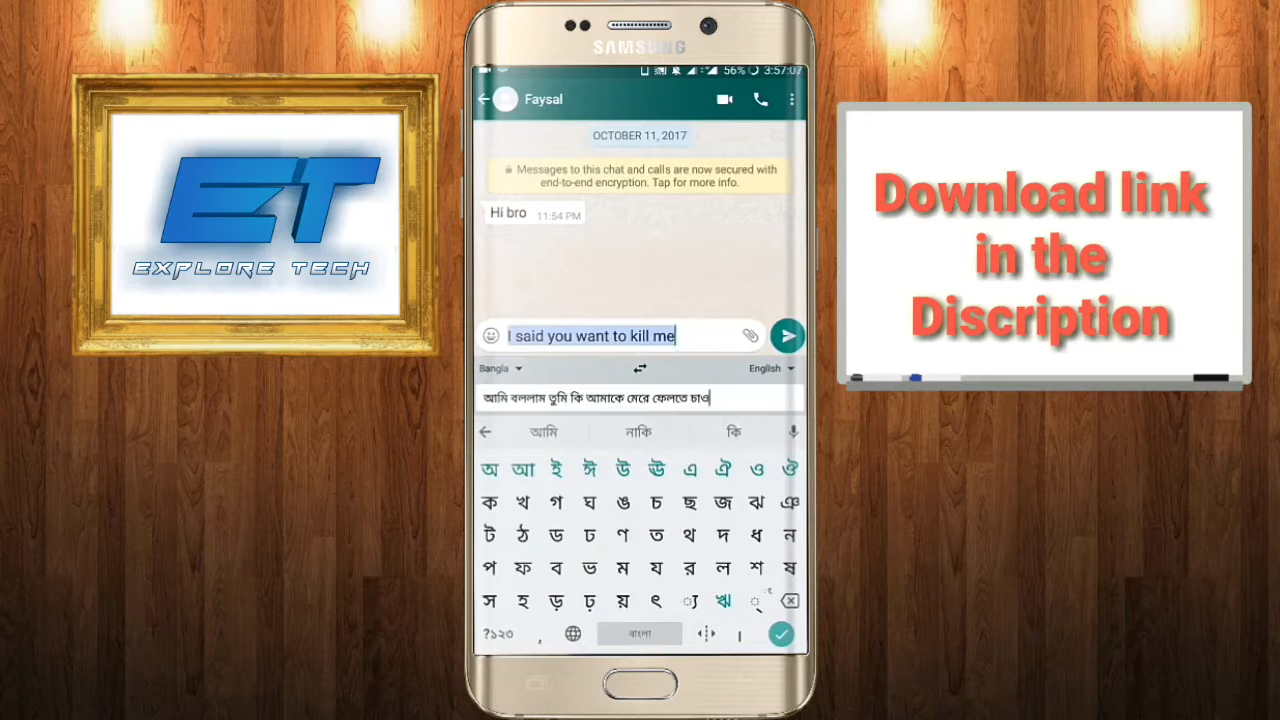 SAMSUNG
56% 3:57:07
Faysal
OCTOBER 11, 2017
Messages to this chat and calls are now secured with
end-to-end encryption. Tap for more info.
Hi bro 11:54 PM
I said you want to kill me
Bangla English
আমি বললাম তুমি কি আমাকে মেরে ফেলতে চাও
আমি নাকি কি
অ আ ই ঈ উ ঊ এ ঐ ও ঔ
ক খ গ ঘ ঙ চ ছ জ ঝ ঞ
ট ঠ ড ঢ ণ ত থ দ ধ ন
প ফ ব ভ ম য র ল শ ষ
স হ ড় ঢ় য় ৎ ্য ঋ ্
?১২৩ , বাংলা ।
ET
EXPLORE TECH
Download link
in the
Discription